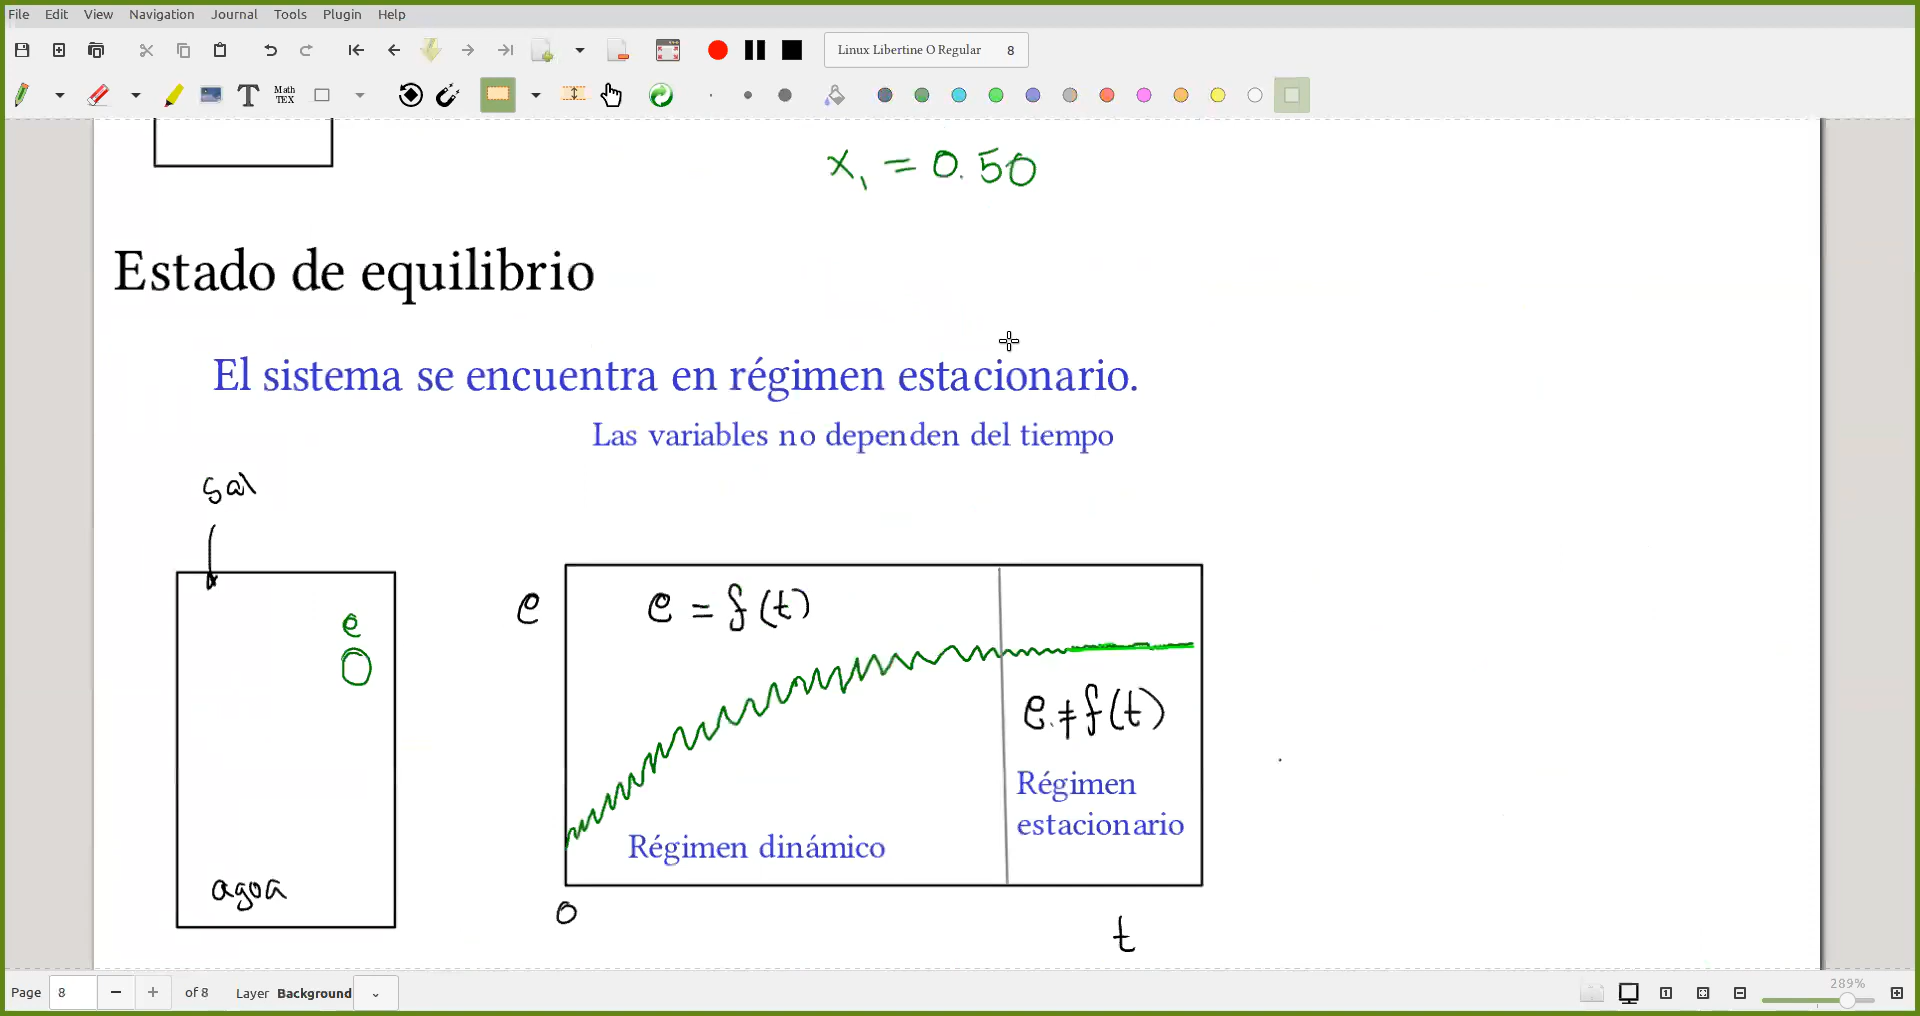 File Edit View Navigation Journal Tools Plugin Help
Linux Libertine O Regular 8
Math TEX
x₁ = 0.50
Estado de equilibrio
El sistema se encuentra en régimen estacionario.
Las variables no dependen del tiempo
sal
e
agua
e
e = f(t)
e ≠ f(t)
Régimen
estacionario
Régimen dinámico
0
t
Page 8 of 8 Layer Background
289%